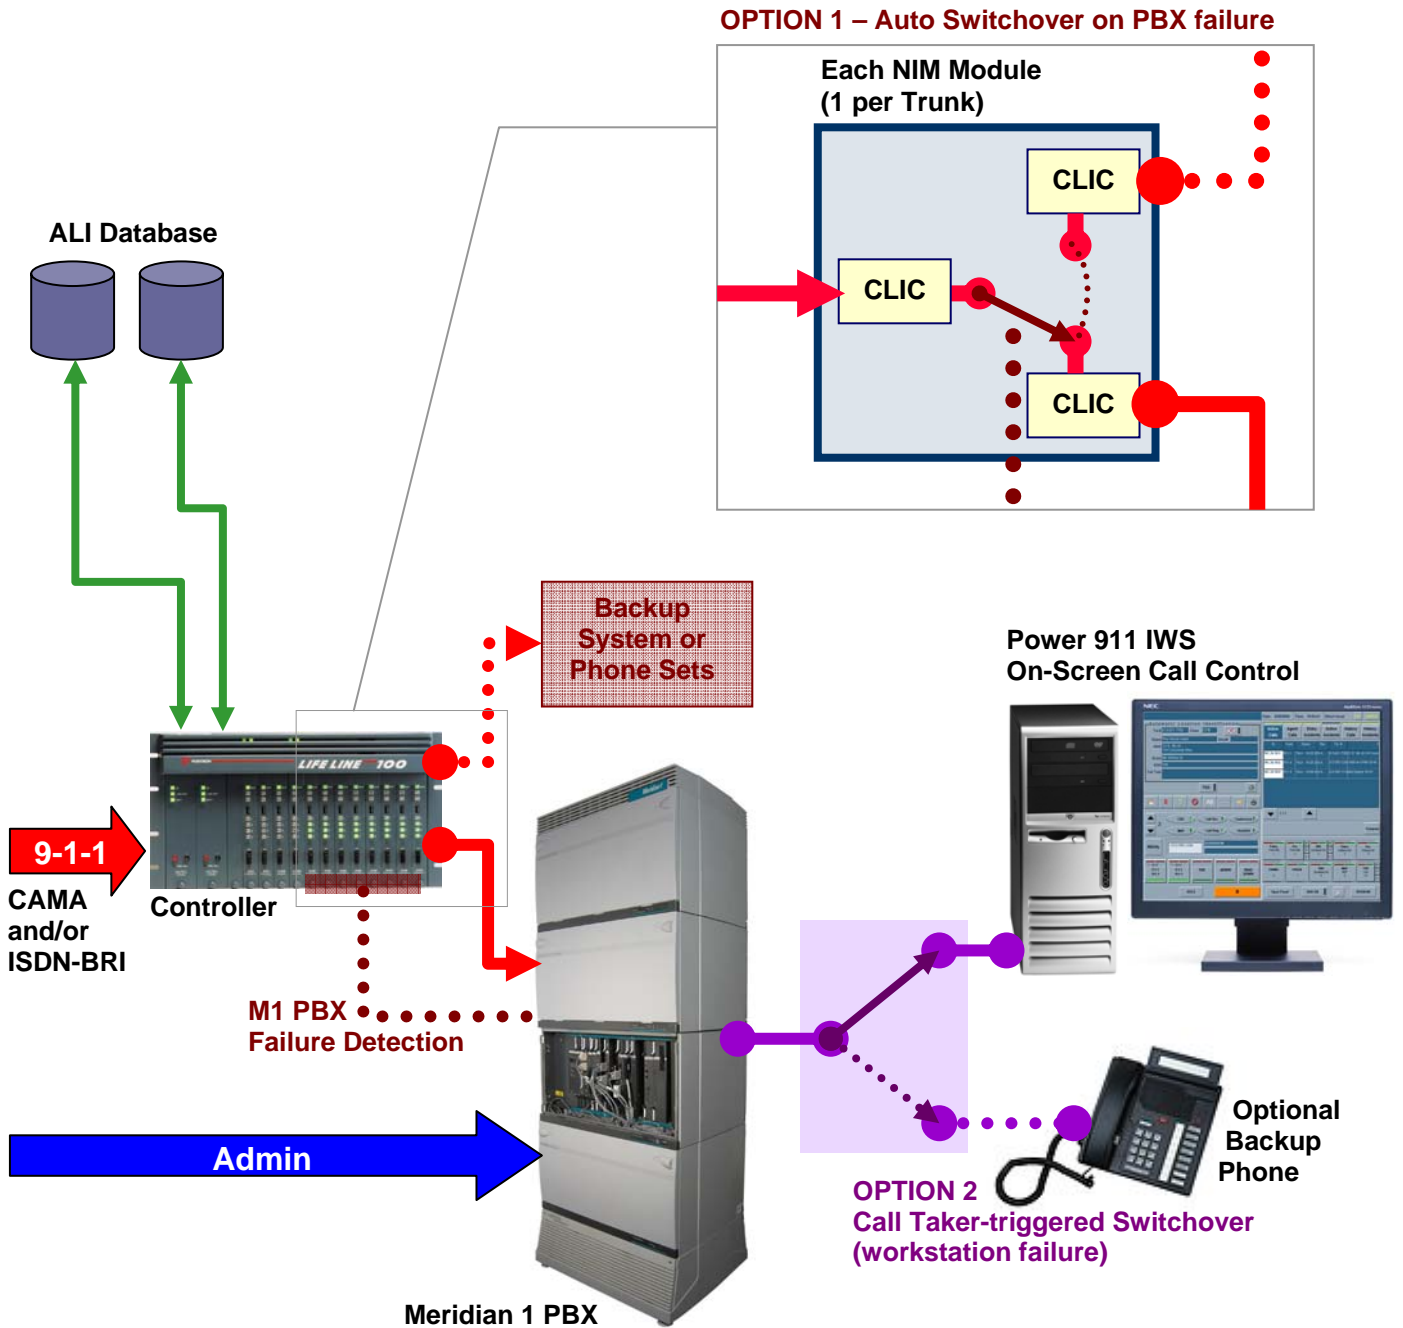 OPTION 1 – Auto Switchover on PBX failure
Each NIM Module
(1 per Trunk)
CLIC
CLIC
CLIC
ALI Database
Backup
System or
Phone Sets
Power 911 IWS
On-Screen Call Control
NEC
LIFE LINE 100
9-1-1
CAMA
and/or
ISDN-BRI
Controller
M1 PBX
Failure Detection
Admin
Optional
Backup
Phone
OPTION 2
Call Taker-triggered Switchover
(workstation failure)
Meridian 1 PBX